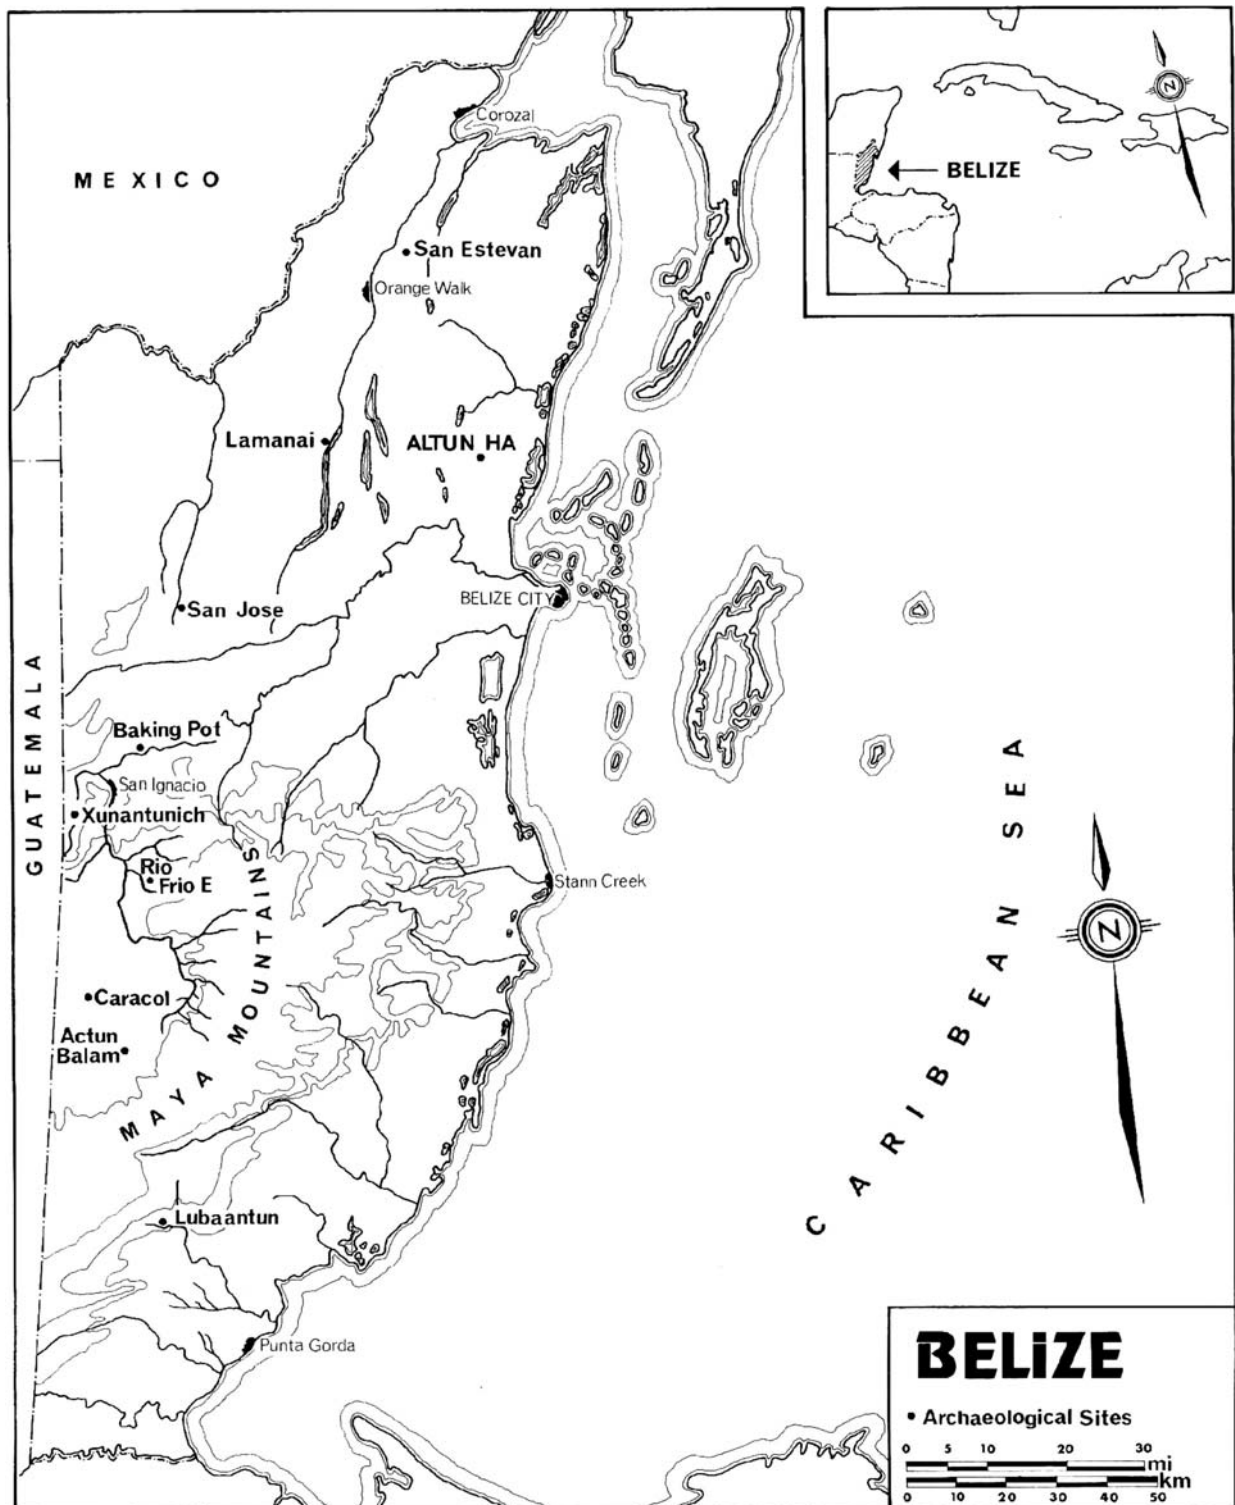 Corozal
MEXICO
San Estevan
Orange Walk
Lamanai
ALTUN HA
BELIZE CITY
San Jose
GUATEMALA
Baking Pot
San Ignacio
Xunantunich
Rio
Frio E
MAYA MOUNTAINS
Stann Creek
Caracol
Actun
Balam
Lubaantun
Punta Gorda
CARIBBEAN SEA
N
BELIZE
N
BELiZE
• Archaeological Sites
0 5 10 20 30
mi
km
0 10 20 30 40 50